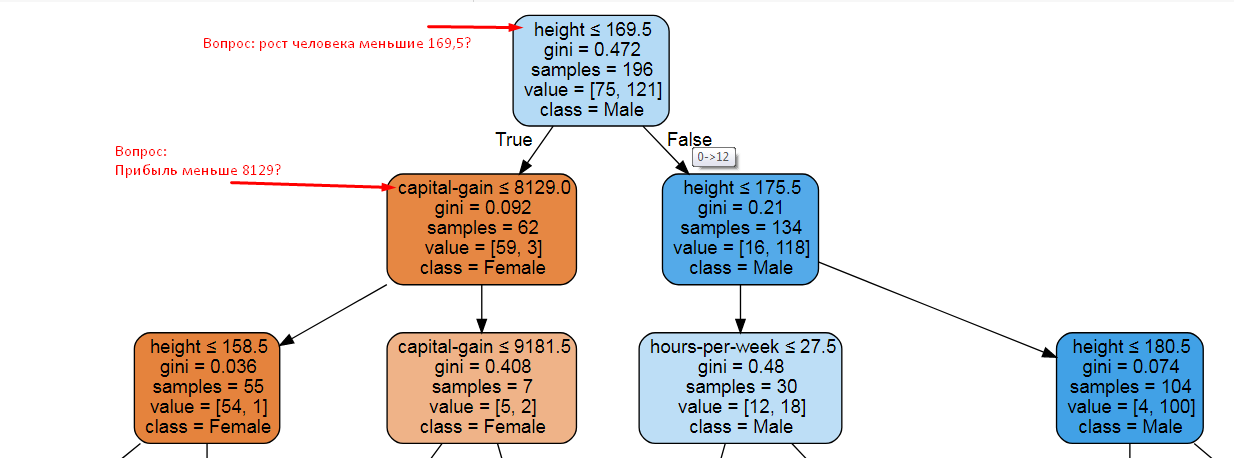 height ≤ 169.5
gini = 0.472
samples = 196
value = [75, 121]
class = Male
Вопрос: рост человека меньшие 169,5?
True
False
0->12
Вопрос:
Прибыль меньше 8129?
capital-gain ≤ 8129.0
gini = 0.092
samples = 62
value = [59, 3]
class = Female
height ≤ 175.5
gini = 0.21
samples = 134
value = [16, 118]
class = Male
height ≤ 158.5
gini = 0.036
samples = 55
value = [54, 1]
class = Female
capital-gain ≤ 9181.5
gini = 0.408
samples = 7
value = [5, 2]
class = Female
hours-per-week ≤ 27.5
gini = 0.48
samples = 30
value = [12, 18]
class = Male
height ≤ 180.5
gini = 0.074
samples = 104
value = [4, 100]
class = Male